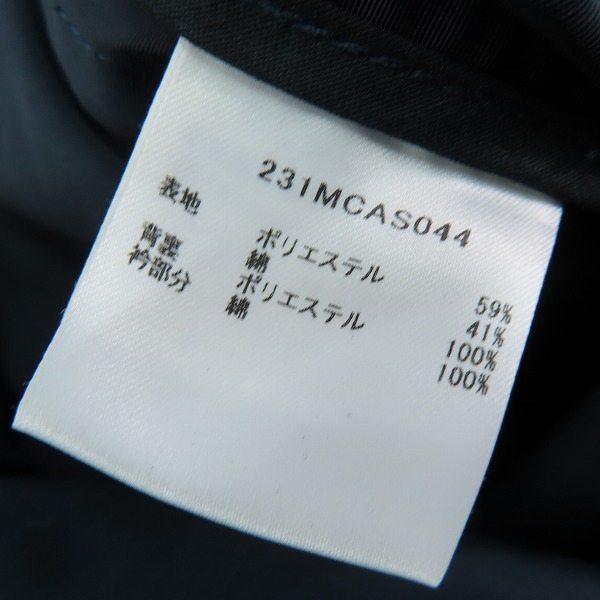 231MCAS044
表地 ポリエステル 59%
綿 41%
背裏 ポリエステル 100%
衿部分 綿 100%